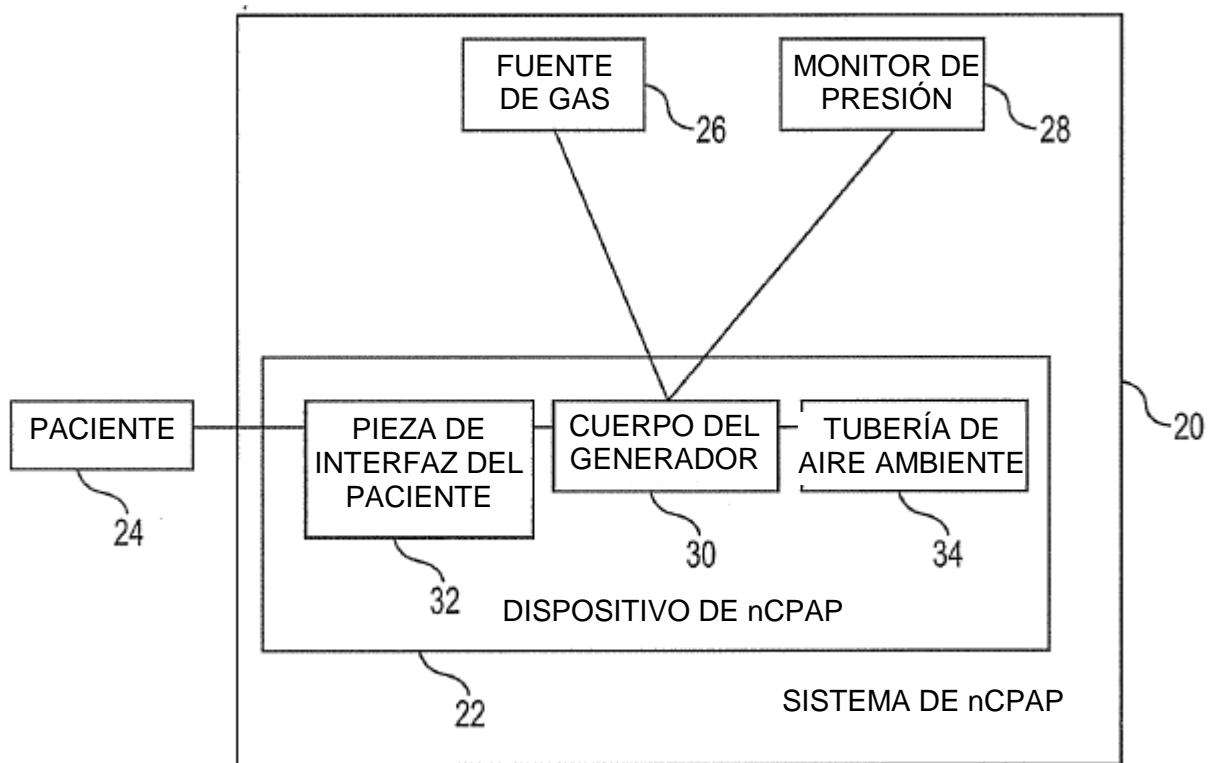 FUENTE
DE GAS
26
MONITOR DE
PRESIÓN
28
20
PACIENTE
24
PIEZA DE
INTERFAZ DEL
PACIENTE
32
CUERPO DEL
GENERADOR
30
TUBERÍA DE
AIRE AMBIENTE
34
DISPOSITIVO DE nCPAP
22
SISTEMA DE nCPAP